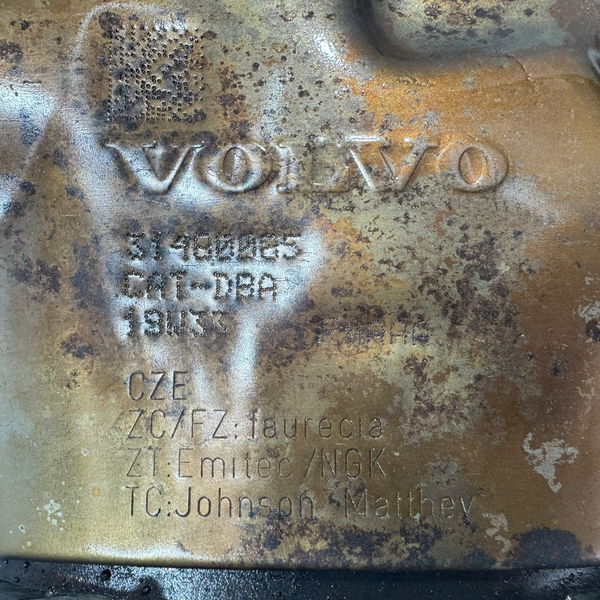 VOLVO
31480085
CAT-DBA
19W33
CZE
ZC/FZ: faurecia
ZT: Emitec/NGK
TC: Johnson Matthey